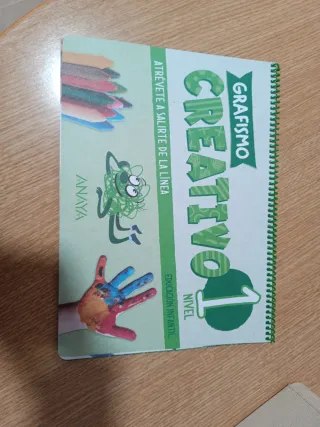 GRAFISMO
CREATIVO
NIVEL 1
ATRÉVETE A SALIRTE DE LA LÍNEA
EDUCACIÓN INFANTIL
ANAYA